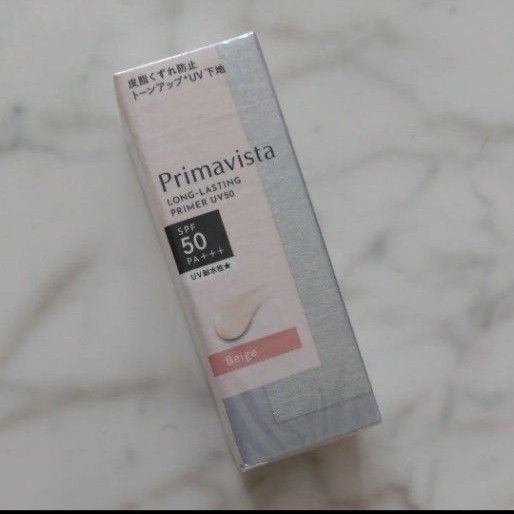 皮脂くずれ防止
トーンアップ*UV下地
Primavista
LONG-LASTING
PRIMER UV50
SPF
50
PA+++
UV耐水性★
Beige